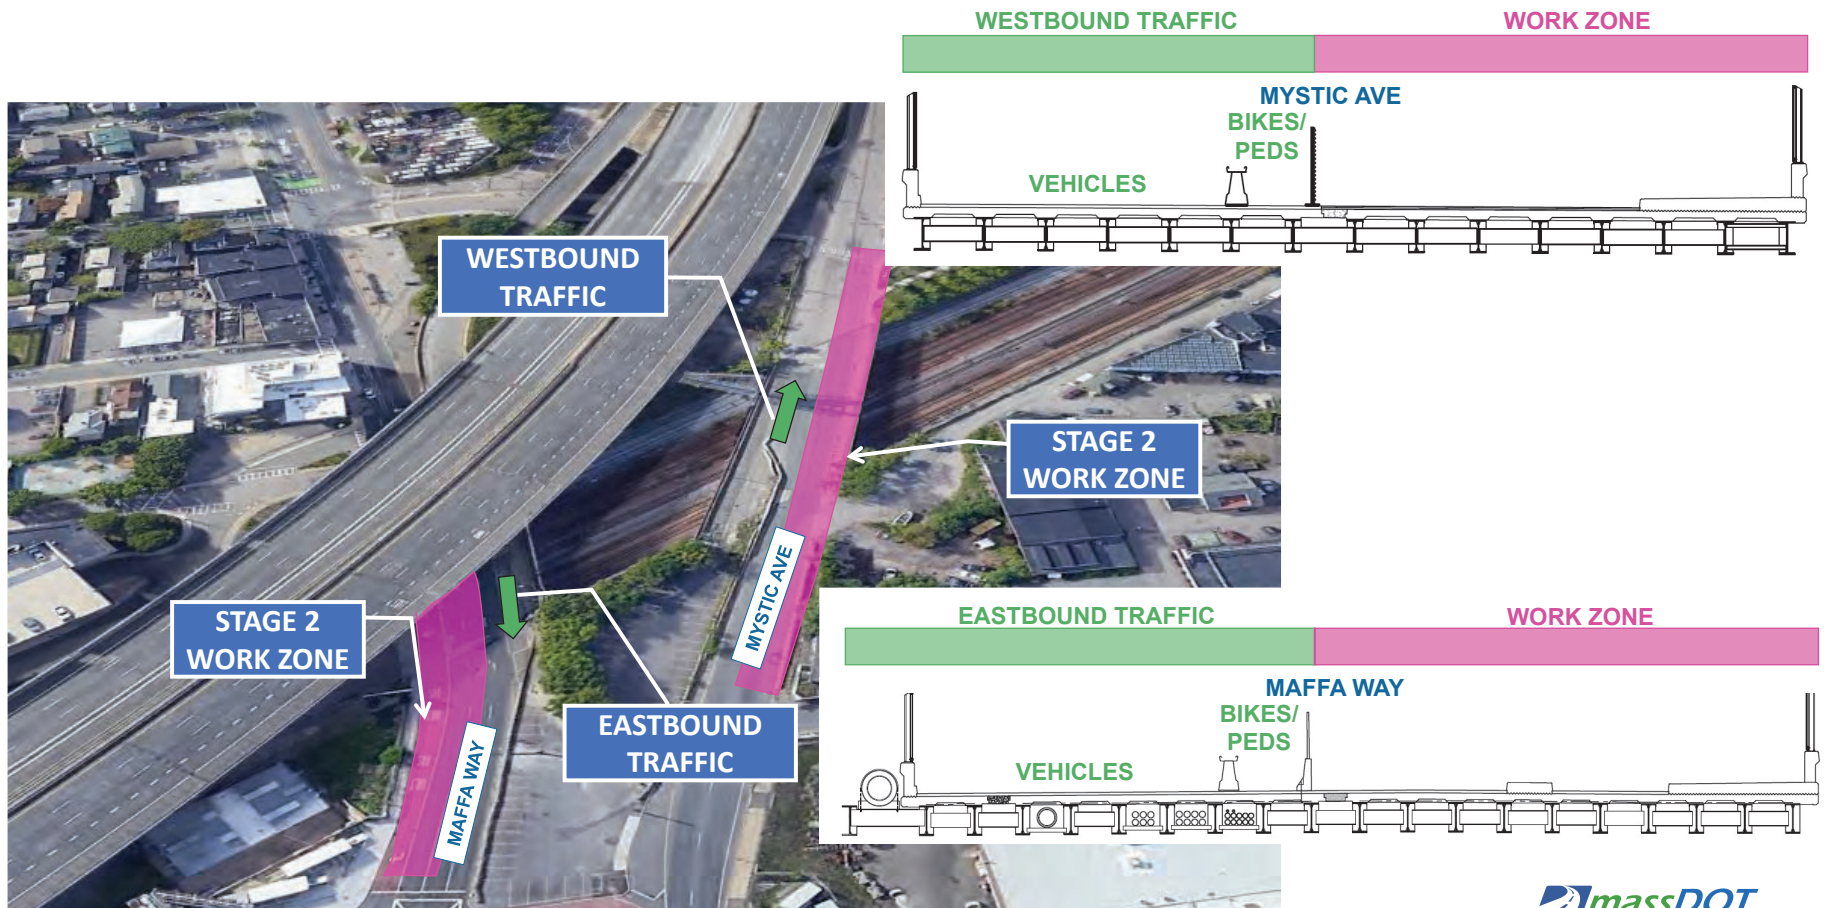 WESTBOUND TRAFFIC
WORK ZONE
MYSTIC AVE
BIKES/
PEDS
VEHICLES
WESTBOUND
TRAFFIC
STAGE 2
WORK ZONE
MYSTIC AVE
STAGE 2
WORK ZONE
EASTBOUND
TRAFFIC
MAFFA WAY
EASTBOUND TRAFFIC
WORK ZONE
MAFFA WAY
BIKES/
PEDS
VEHICLES
massDOT